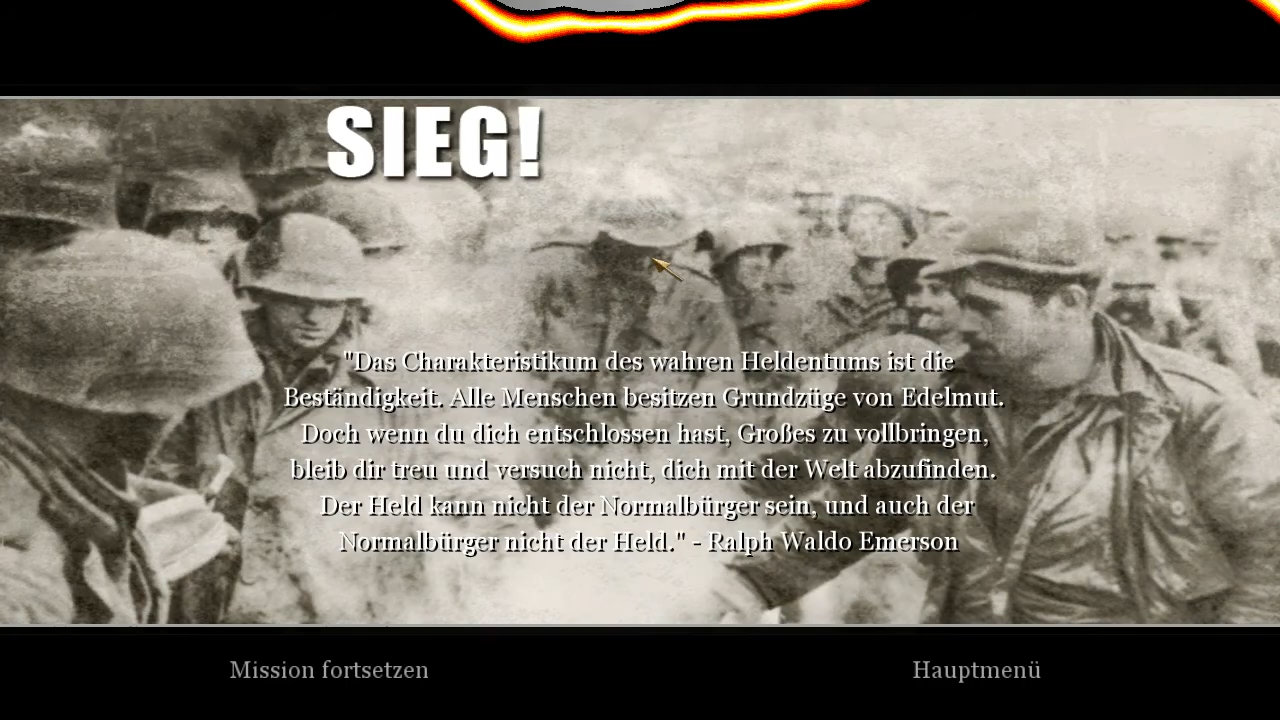 SIEG!
"Das Charakteristikum des wahren Heldentums ist die
Beständigkeit. Alle Menschen besitzen Grundzüge von Edelmut.
Doch wenn du dich entschlossen hast, Großes zu vollbringen,
bleib dir treu und versuch nicht, dich mit der Welt abzufinden.
Der Held kann nicht der Normalbürger sein, und auch der
Normalbürger nicht der Held." - Ralph Waldo Emerson
Mission fortsetzen
Hauptmenü